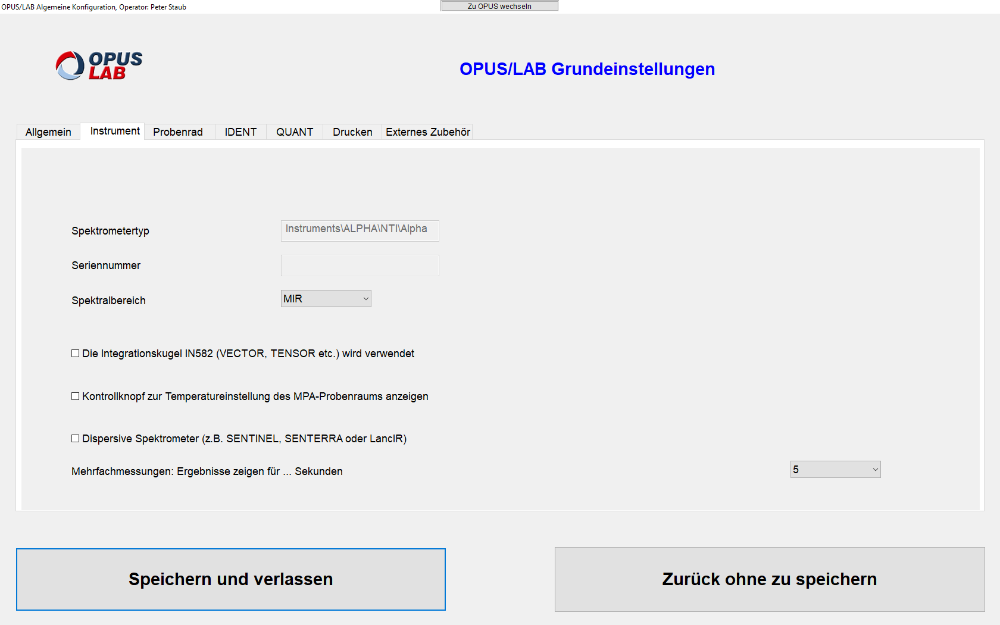 OPUS/LAB Algemeine Konfiguration, Operator: Peter Staub
Zu OPUS wechseln
OPUS
LAB
OPUS/LAB Grundeinstellungen
Allgemein Instrument Probenrad IDENT QUANT Drucken Externes Zubehör
Spektrometertyp Instruments\ALPHA\NTI\Alpha
Seriennummer
Spektralbereich MIR
Die Integrationskugel IN582 (VECTOR, TENSOR etc.) wird verwendet
Kontrollknopf zur Temperatureinstellung des MPA-Probenraums anzeigen
Dispersive Spektrometer (z.B. SENTINEL, SENTERRA oder LancIR)
Mehrfachmessungen: Ergebnisse zeigen für ... Sekunden 5
Speichern und verlassen Zurück ohne zu speichern